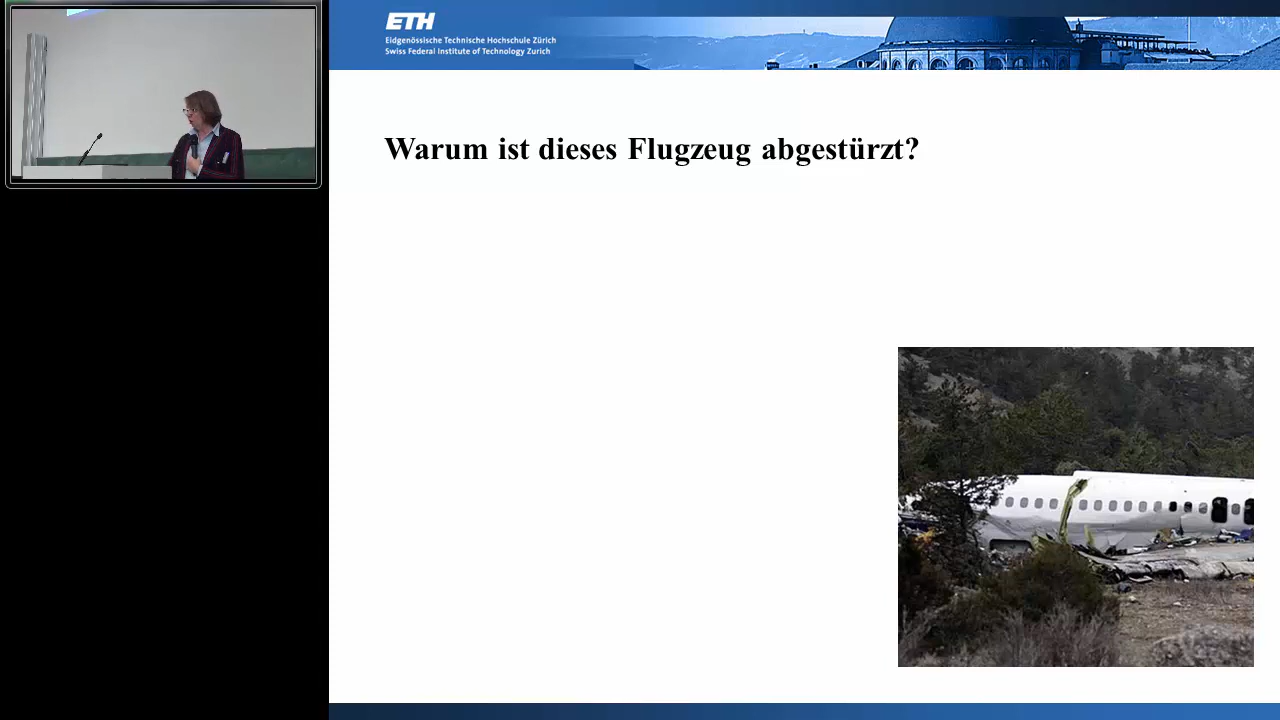 ETH
Eidgenössische Technische Hochschule Zürich
Swiss Federal Institute of Technology Zurich
Warum ist dieses Flugzeug abgestürzt?